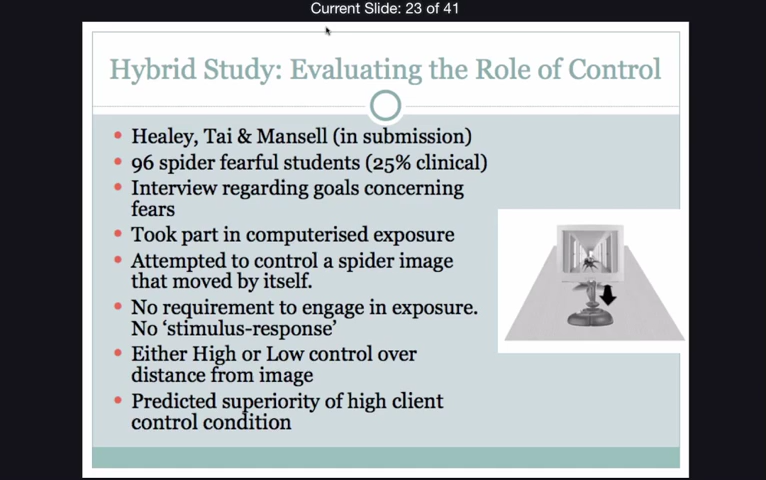 Current Slide: 23 of 41
Hybrid Study: Evaluating the Role of Control
Healey, Tai & Mansell (in submission)
96 spider fearful students (25% clinical)
Interview regarding goals concerning
fears
Took part in computerised exposure
Attempted to control a spider image
that moved by itself.
No requirement to engage in exposure.
No ‘stimulus-response’
Either High or Low control over
distance from image
Predicted superiority of high client
control condition